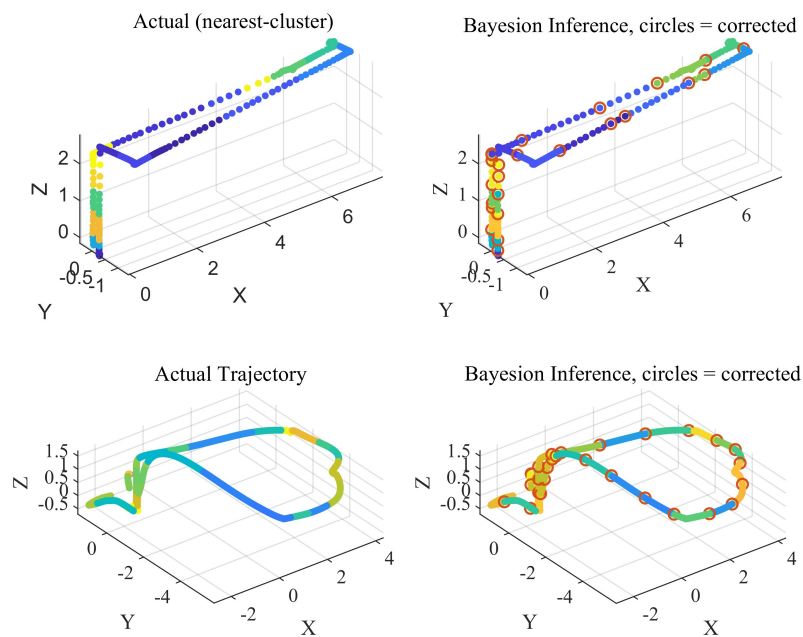 Actual (nearest-cluster)
Bayesion Inference, circles = corrected
Z
2
1
0
0
-0.5
-1
Y
0
2
4
6
X
Z
2
1
0
0
-0.5
-1
Y
0
2
4
6
X
Actual Trajectory
Bayesion Inference, circles = corrected
Z
1.5
1
0.5
0
-0.5
0
-2
-4
Y
-2
0
2
4
X
Z
1.5
1
0.5
0
-0.5
0
-2
-4
Y
-2
0
2
4
X